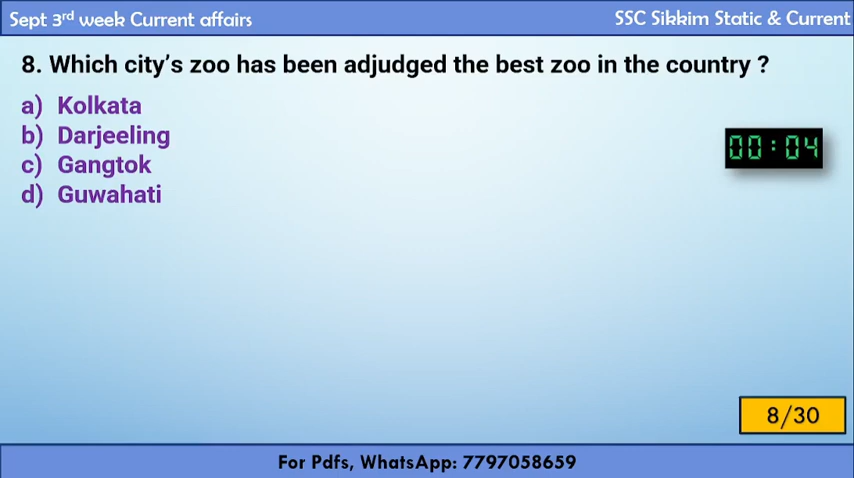 Sept 3rd week Current affairs
SSC Sikkim Static & Current
8. Which city's zoo has been adjudged the best zoo in the country ?
a) Kolkata
b) Darjeeling
c) Gangtok
d) Guwahati
00:04
8/30
For Pdfs, WhatsApp: 7797058659